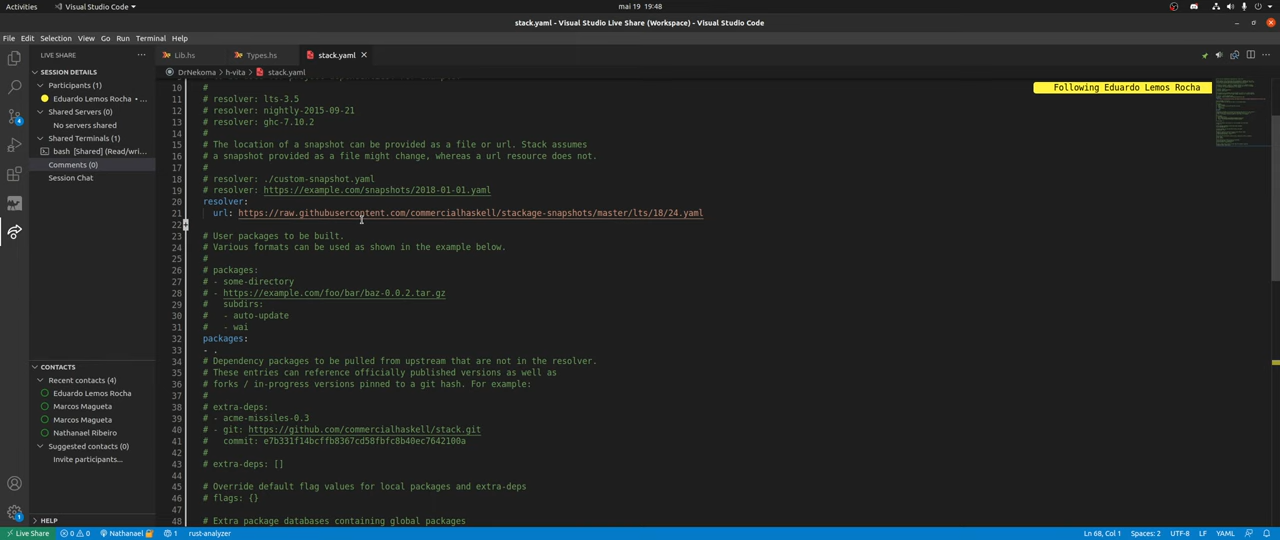 Activities
Visual Studio Code
mai 19 19:48
stack.yaml - Visual Studio Live Share (Workspace) - Visual Studio Code
File Edit Selection View Go Run Terminal Help
LIVE SHARE
Lib.hs
Types.hs
stack.yaml
SESSION DETAILS
Participants (1)
Eduardo Lemos Rocha • ...
Shared Servers (0)
No servers shared
Shared Terminals (1)
bash [Shared] (Read/wri...
Comments (0)
Session Chat
DrNekoma > h-vita > stack.yaml
Following Eduardo Lemos Rocha
10 #
11 # resolver: lts-3.5
12 # resolver: nightly-2015-09-21
13 # resolver: ghc-7.10.2
14 #
15 # The location of a snapshot can be provided as a file or url. Stack assumes
16 # a snapshot provided as a file might change, whereas a url resource does not.
17 #
18 # resolver: ./custom-snapshot.yaml
19 # resolver: https://example.com/snapshots/2018-01-01.yaml
20 resolver:
21 url: https://raw.githubusercontent.com/commercialhaskell/stackage-snapshots/master/lts/18/24.yaml
22
23 # User packages to be built.
24 # Various formats can be used as shown in the example below.
25 #
26 # packages:
27 # - some-directory
28 # - https://example.com/foo/bar/baz-0.0.2.tar.gz
29 # subdirs:
30 # - auto-update
31 # - wai
32 packages:
33 - .
34 # Dependency packages to be pulled from upstream that are not in the resolver.
35 # These entries can reference officially published versions as well as
36 # forks / in-progress versions pinned to a git hash. For example:
37 #
38 # extra-deps:
39 # - acme-missiles-0.3
40 # - git: https://github.com/commercialhaskell/stack.git
41 # commit: e7b331f14bcffb8367cd58fbfc8b40ec7642100a
42 #
43 # extra-deps: []
44
45 # Override default flag values for local packages and extra-deps
46 # flags: {}
47
48 # Extra package databases containing global packages
CONTACTS
Recent contacts (4)
Eduardo Lemos Rocha
Marcos Magueta
Marcos Magueta
Nathanael Ribeiro
Suggested contacts (0)
Invite participants...
HELP
4
1
Live Share
0 0
Nathanael
1
rust-analyzer
Ln 68, Col 1
Spaces: 2
UTF-8
LF
YAML